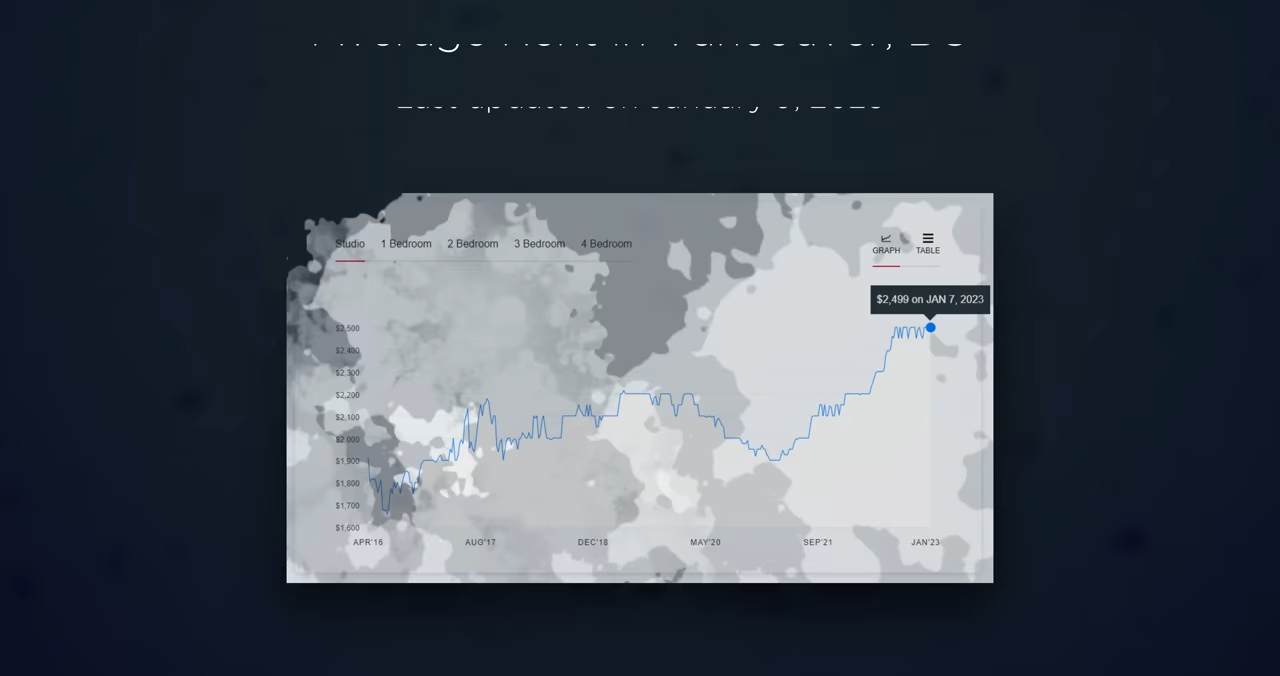 Studio 1 Bedroom 2 Bedroom 3 Bedroom 4 Bedroom
GRAPH TABLE
$2,499 on JAN 7, 2023
$2,500
$2,400
$2,300
$2,200
$2,100
$2,000
$1,900
$1,800
$1,700
$1,600
APR'16 AUG'17 DEC'18 MAY'20 SEP'21 JAN'23